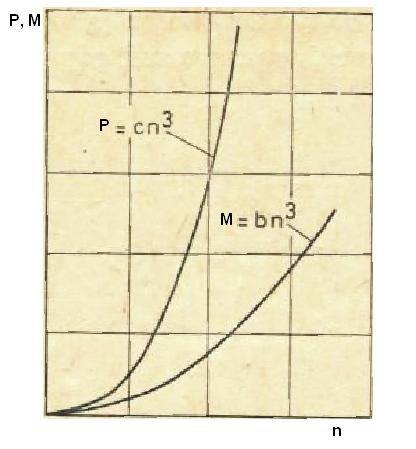 P, M
P = cn³
M = bn³
n